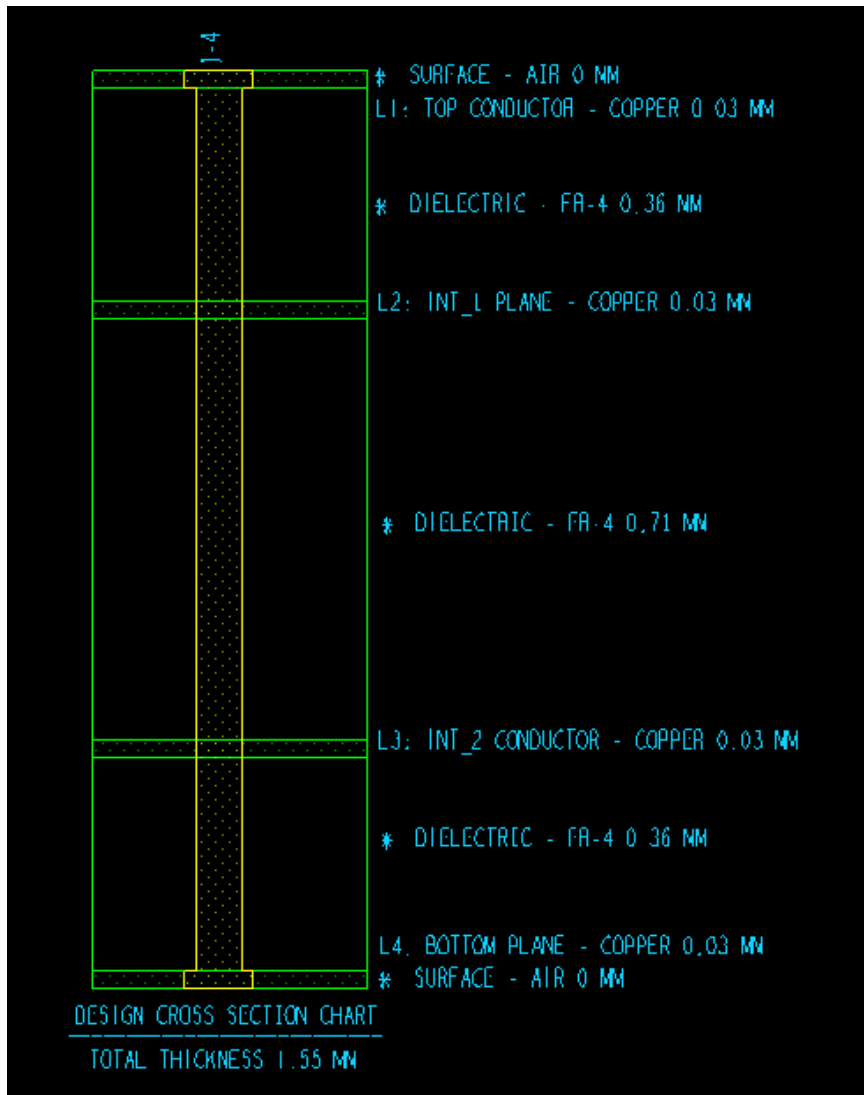 1-4
* SURFACE - AIR 0 MM
L1: TOP CONDUCTOR - COPPER 0 03 MM
* DIELECTRIC - FR-4 0.36 MM
L2: INT_1 PLANE - COPPER 0.03 MM
* DIELECTRIC - FR-4 0.71 MM
L3: INT_2 CONDUCTOR - COPPER 0.03 MM
* DIELECTRIC - FR-4 0 36 MM
L4. BOTTOM PLANE - COPPER 0.03 MM
* SURFACE - AIR 0 MM
DESIGN CROSS SECTION CHART
TOTAL THICKNESS 1.55 MM